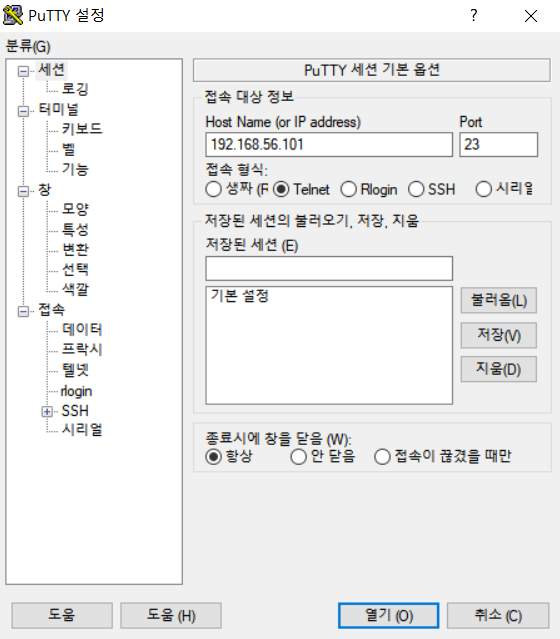 PuTTY 설정
?
분류(G)
세션
로깅
터미널
키보드
벨
기능
창
모양
특성
변환
선택
색깔
접속
데이터
프락시
텔넷
rlogin
SSH
시리얼
PuTTY 세션 기본 옵션
접속 대상 정보
Host Name (or IP address) Port
192.168.56.101 23
접속 형식:
생짜 (R Telnet Rlogin SSH 시리얼
저장된 세션의 불러오기, 저장, 지움
저장된 세션 (E)
기본 설정
불러옴(L)
저장(V)
지움(D)
종료시에 창을 닫음 (W):
항상 안 닫음 접속이 끊겼을 때만
도움 도움 (H) 열기 (O) 취소 (C)